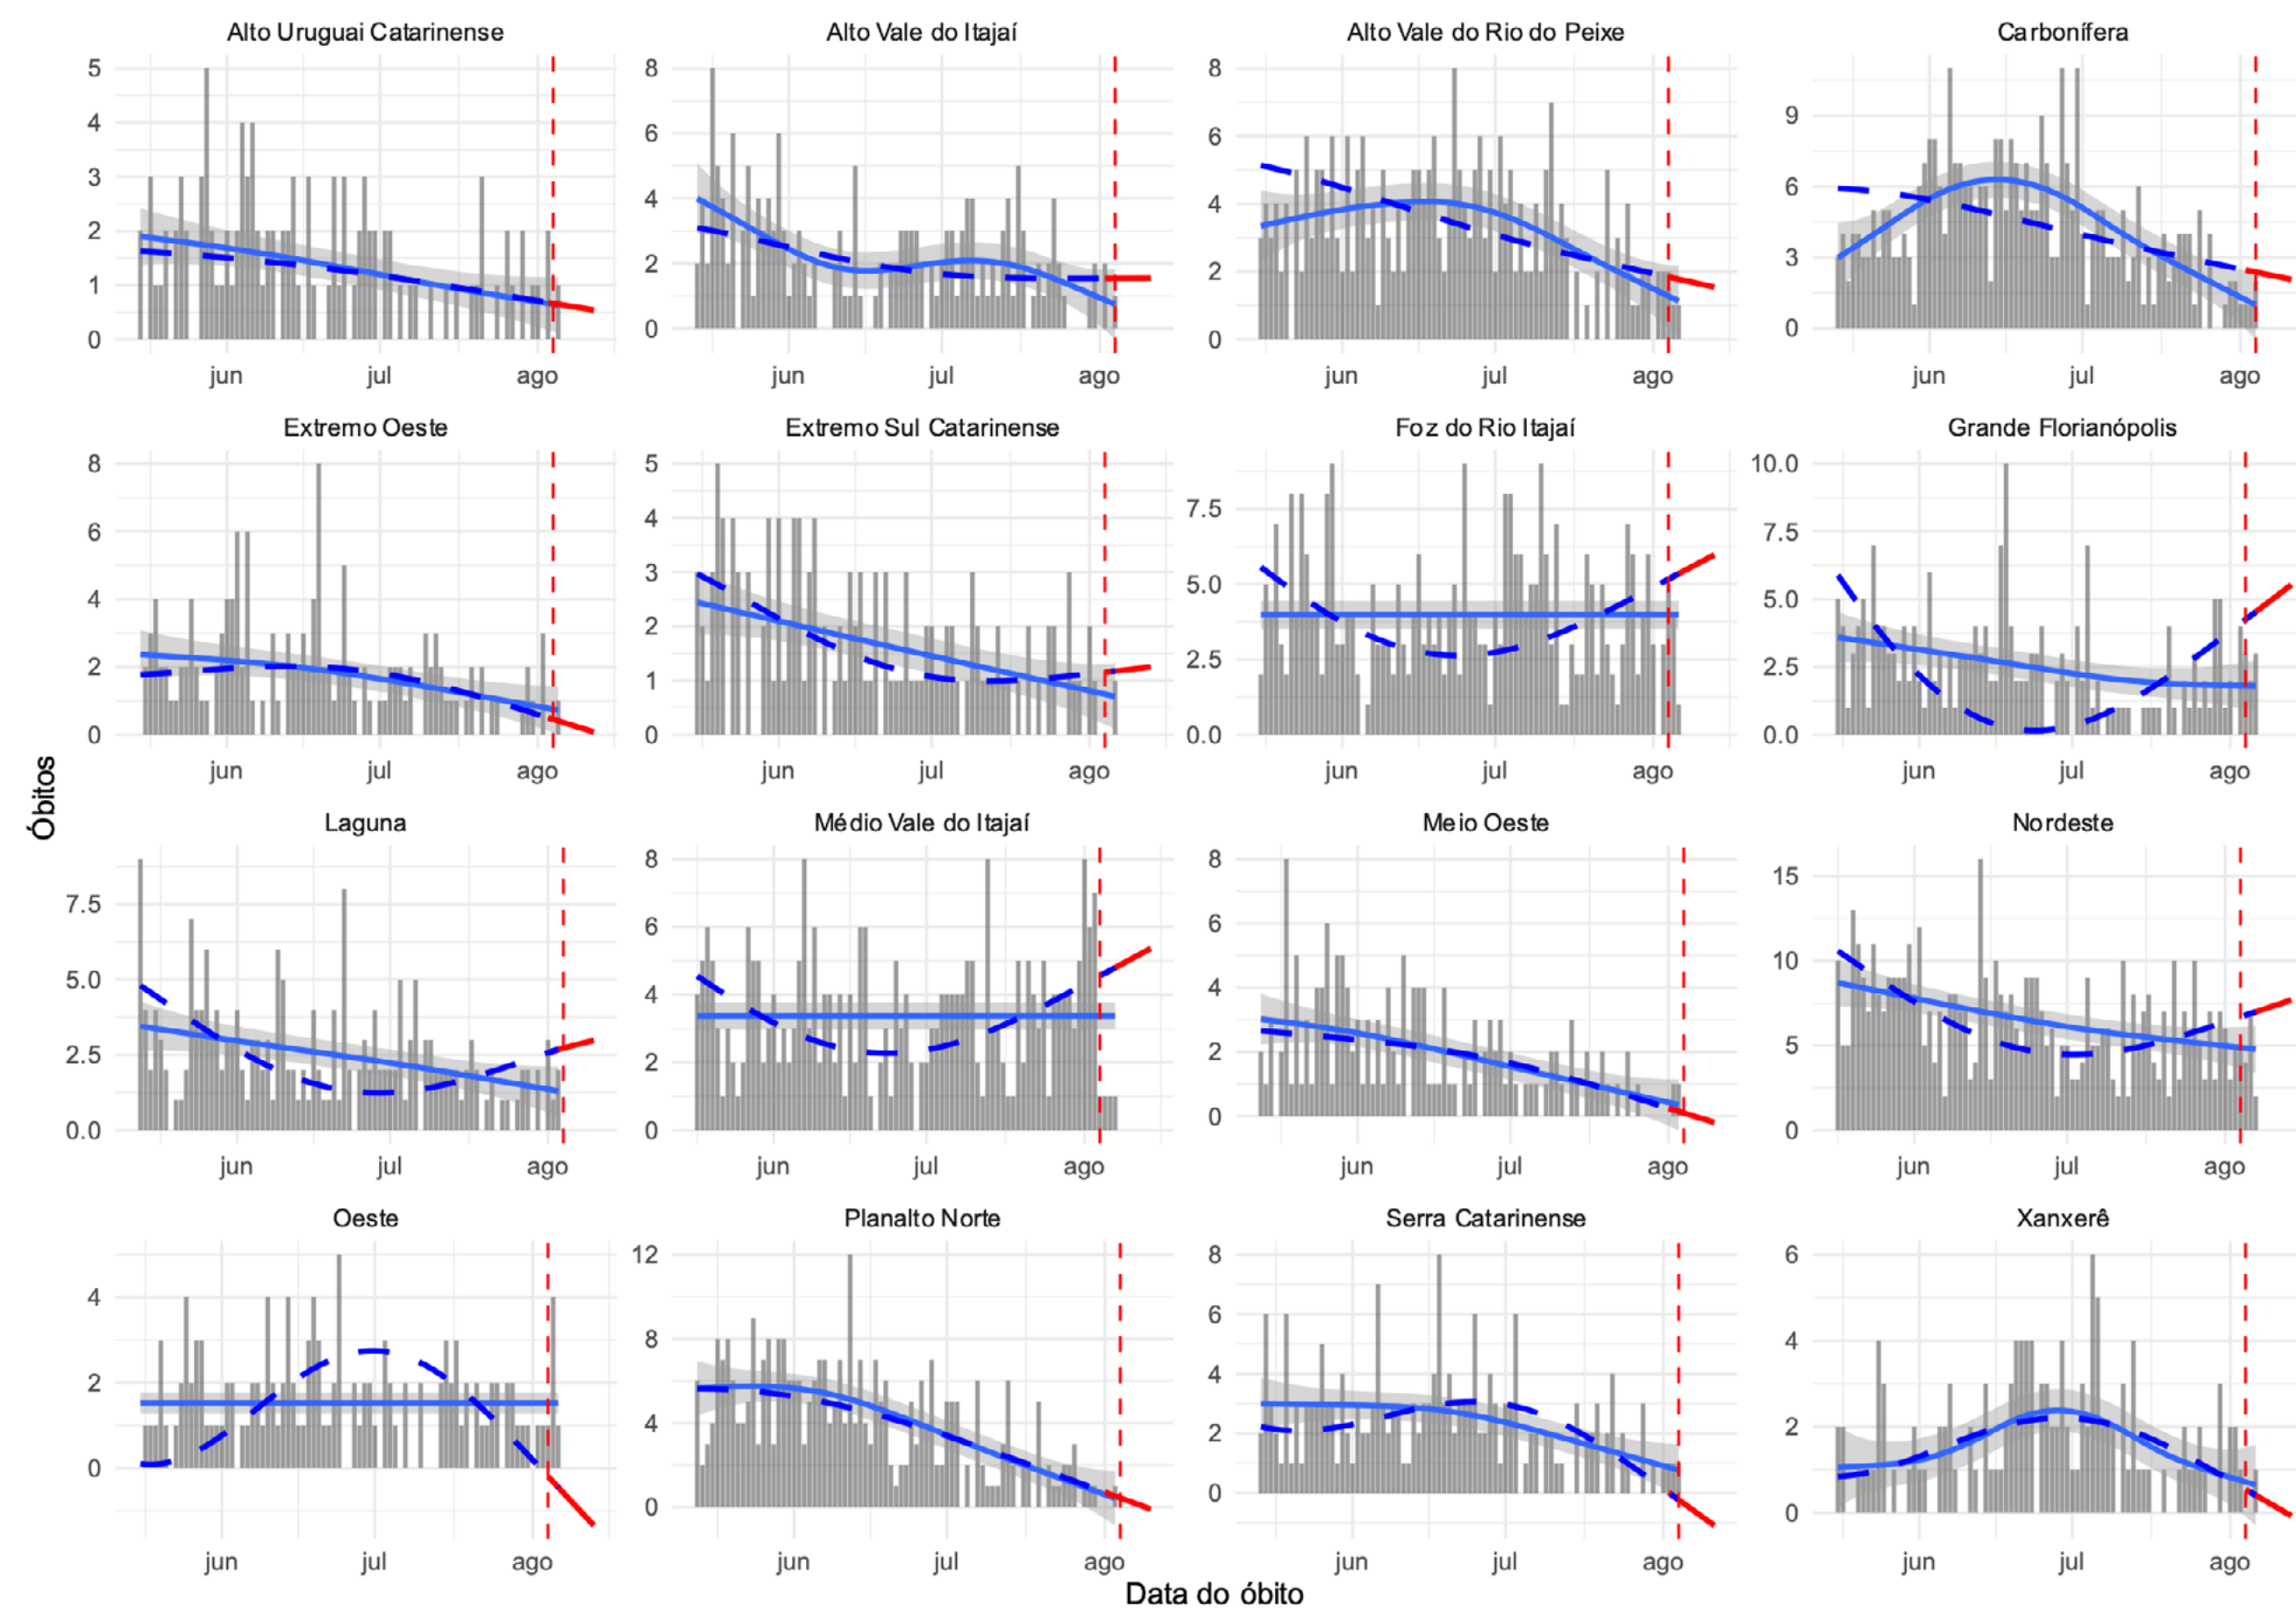 Alto Uruguai Catarinense
Alto Vale do Itajaí
Alto Vale do Rio do Peixe
Carbonífera
5
4
3
2
1
0
jun jul ago
8
6
4
2
0
jun jul ago
8
6
4
2
0
jun jul ago
9
6
3
0
jun jul ago
Extremo Oeste
Extremo Sul Catarinense
Foz do Rio Itajaí
Grande Florianópolis
8
6
4
2
0
jun jul ago
5
4
3
2
1
0
jun jul ago
7.5
5.0
2.5
0.0
jun jul ago
10.0
7.5
5.0
2.5
0.0
jun jul ago
Óbitos
Laguna
Médio Vale do Itajaí
Meio Oeste
Nordeste
7.5
5.0
2.5
0.0
jun jul ago
8
6
4
2
0
jun jul ago
8
6
4
2
0
jun jul ago
15
10
5
0
jun jul ago
Oeste
Planalto Norte
Serra Catarinense
Xanxerê
4
2
0
jun jul ago
12
8
4
0
jun jul ago
8
6
4
2
0
jun jul ago
6
4
2
0
jun jul ago
Data do óbito